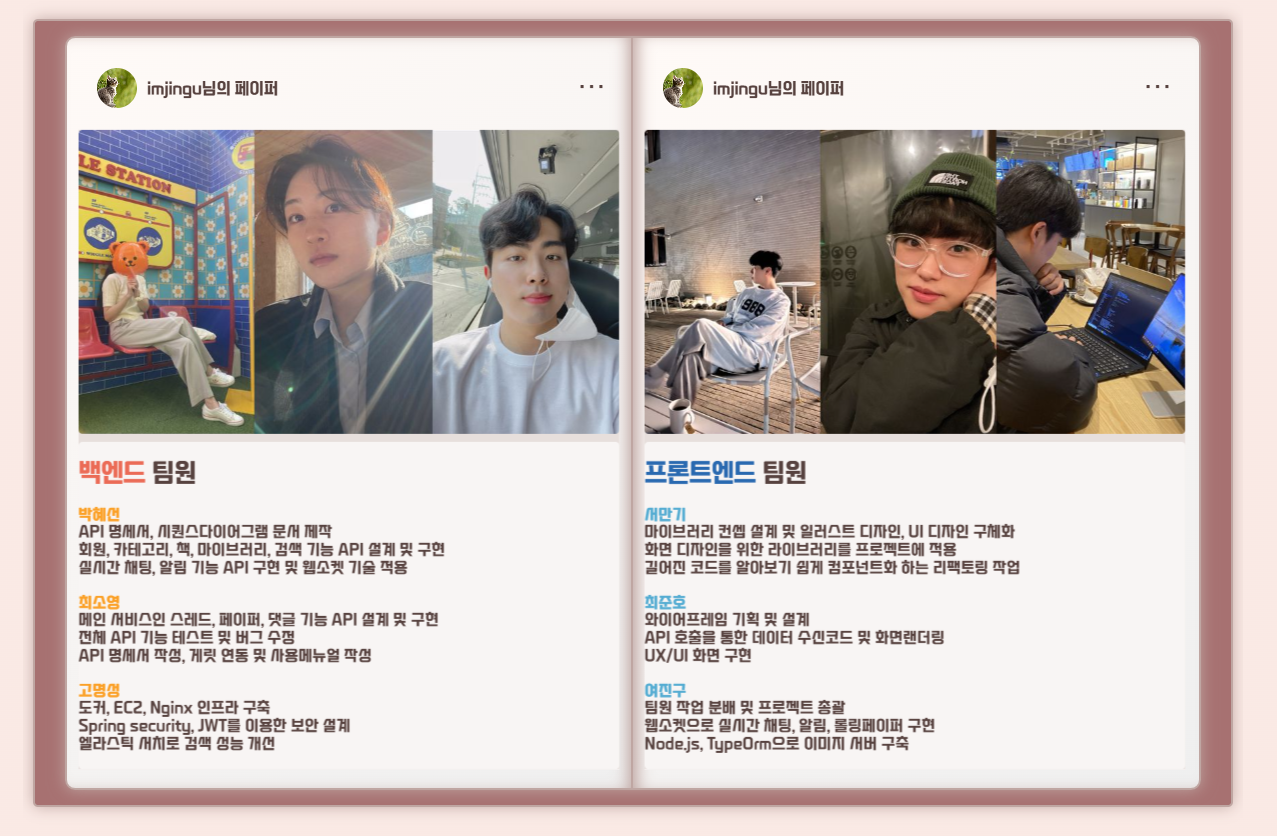 imjingu님의 페이퍼
...
LE STATION
백엔드 팀원
박혜선
API 명세서, 시퀀스다이어그램 문서 제작
회원, 카테고리, 책, 마이브러리, 검색 기능 API 설계 및 구현
실시간 채팅, 알림 기능 API 구현 및 웹소켓 기술 적용
최소영
메인 서비스인 스레드, 페이퍼, 댓글 기능 API 설계 및 구현
전체 API 기능 테스트 및 버그 수정
API 명세서 작성, 게릿 연동 및 사용메뉴얼 작성
고명성
도커, EC2, Nginx 인프라 구축
Spring security, JWT를 이용한 보안 설계
엘라스틱 서치로 검색 성능 개선
imjingu님의 페이퍼
...
986
THE NORTH FACE
프론트엔드 팀원
서만기
마이브러리 컨셉 설계 및 일러스트 디자인, UI 디자인 구체화
화면 디자인을 위한 라이브러리를 프로젝트에 적용
길어진 코드를 알아보기 쉽게 컴포넌트화 하는 리팩토링 작업
최준호
와이어프레임 기획 및 설계
API 호출을 통한 데이터 수신코드 및 화면랜더링
UX/UI 화면 구현
여진구
팀원 작업 분배 및 프로젝트 총괄
웹소켓으로 실시간 채팅, 알림, 롤링페이퍼 구현
Node.js, TypeOrm으로 이미지 서버 구축